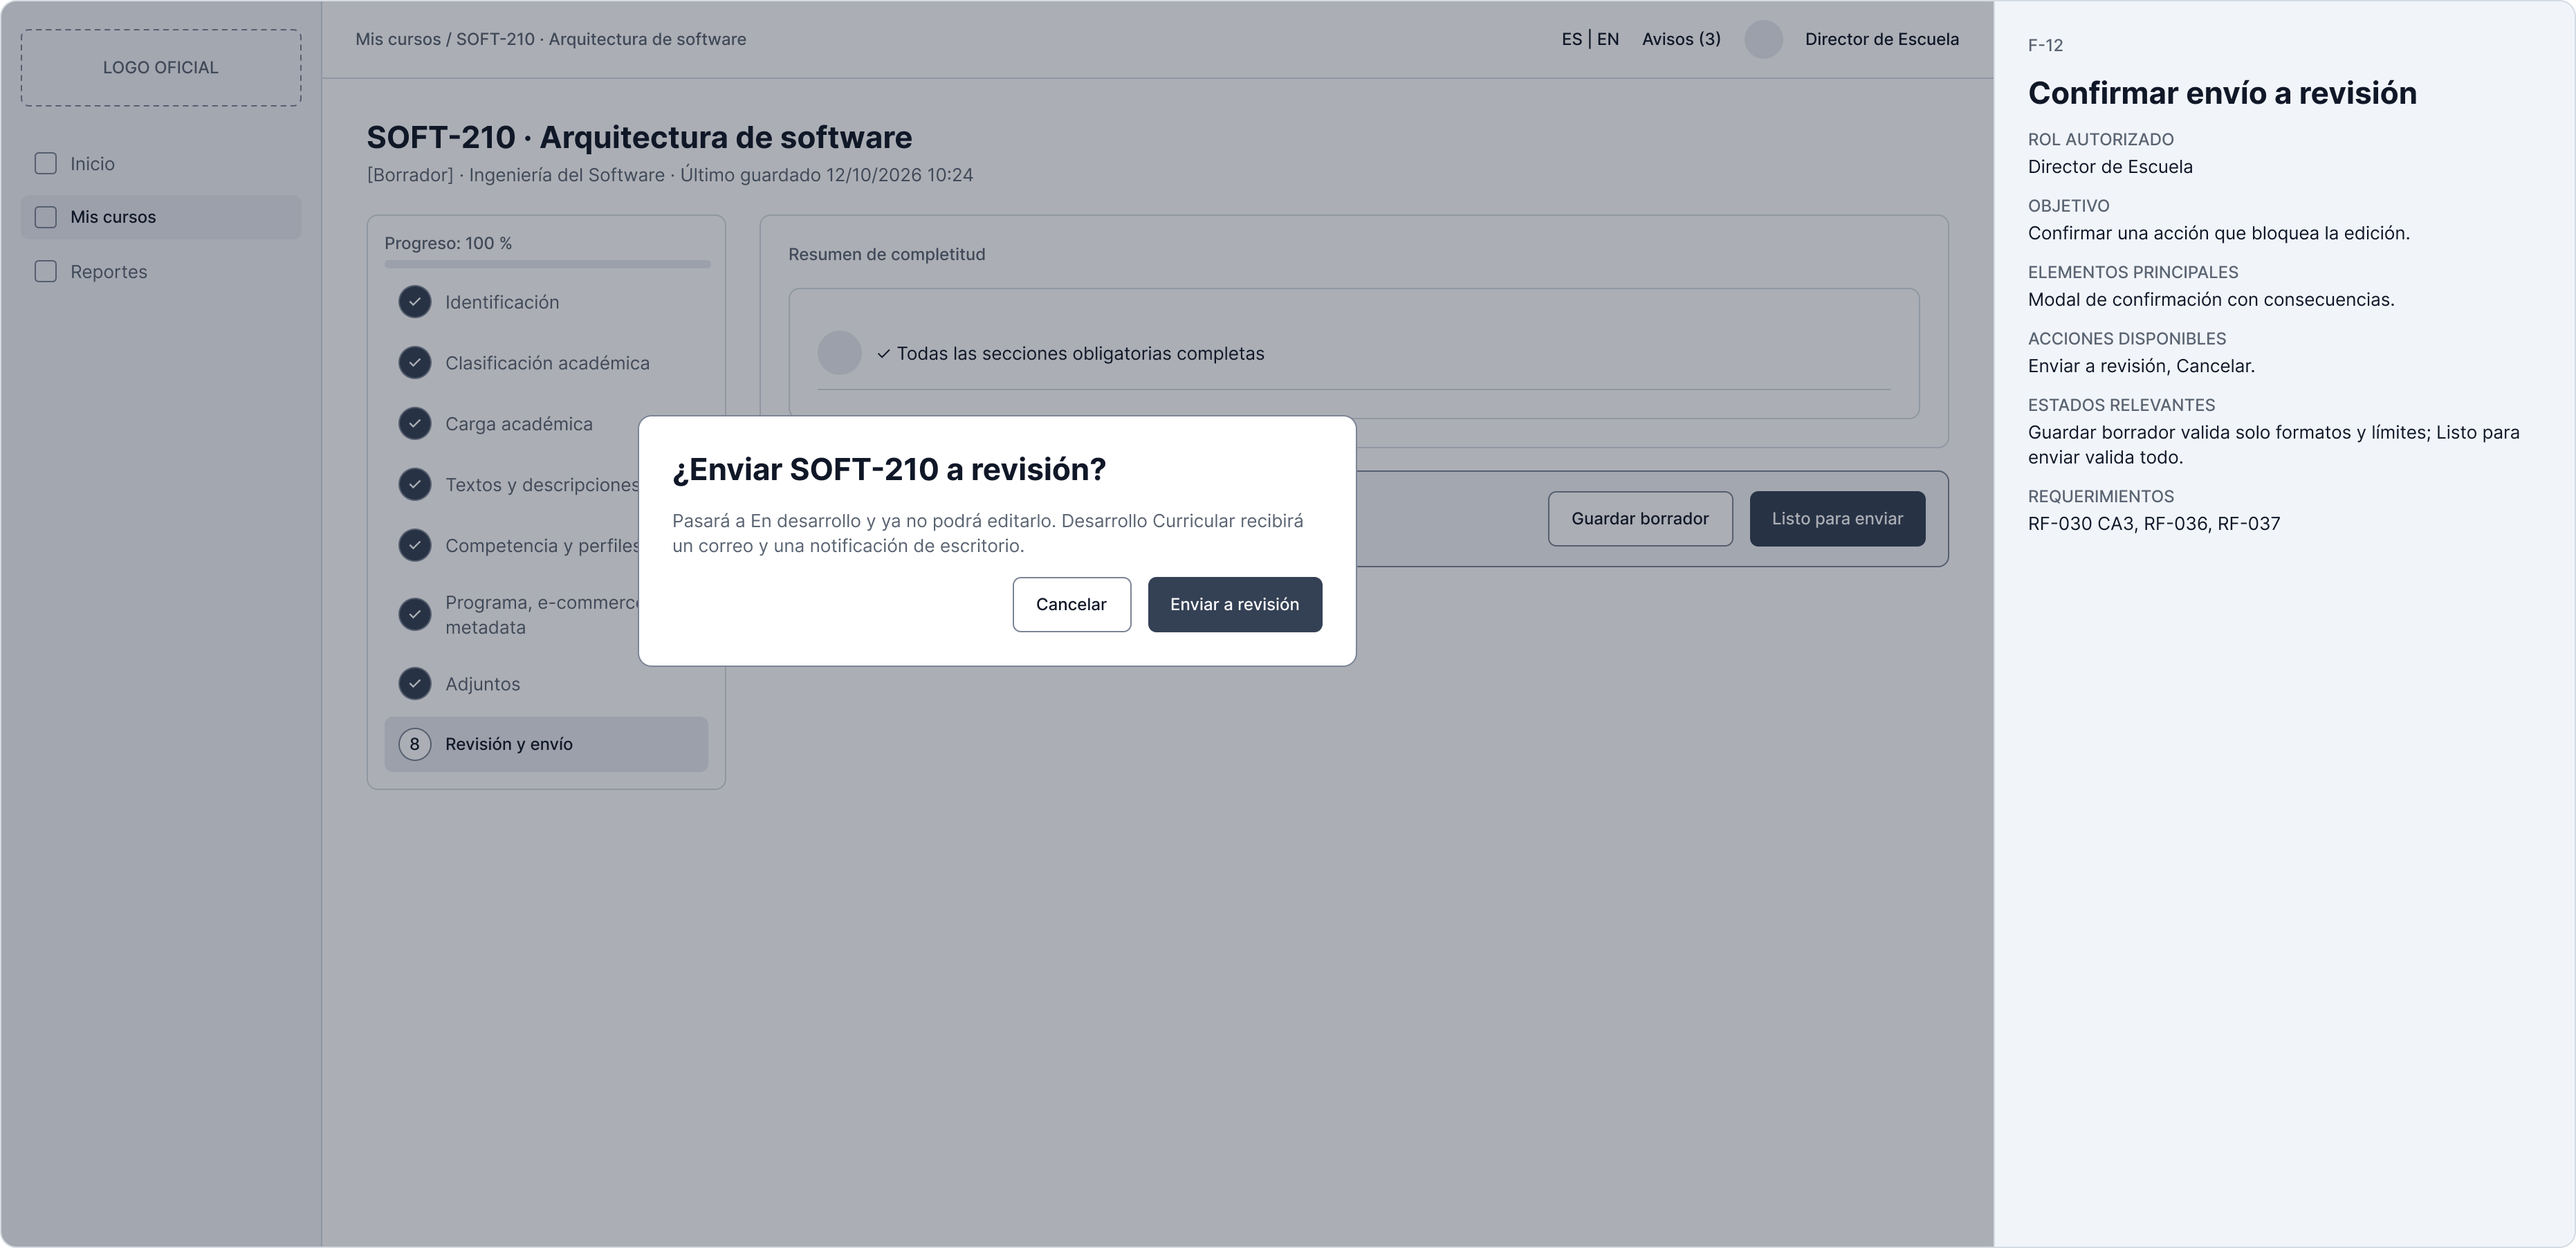 LOGO OFICIAL
Inicio
Mis cursos
Reportes
Mis cursos / SOFT-210 · Arquitectura de software
ES | EN
Avisos (3)
Director de Escuela
SOFT-210 · Arquitectura de software
[Borrador] · Ingeniería del Software · Último guardado 12/10/2026 10:24
Progreso: 100 %
Identificación
Clasificación académica
Carga académica
Textos y descripciones
Competencia y perfiles
Programa, e-commerce
metadata
Adjuntos
8 Revisión y envío
Resumen de completitud
✓ Todas las secciones obligatorias completas
Guardar borrador
Listo para enviar
¿Enviar SOFT-210 a revisión?
Pasará a En desarrollo y ya no podrá editarlo. Desarrollo Curricular recibirá
un correo y una notificación de escritorio.
Cancelar
Enviar a revisión
F-12
Confirmar envío a revisión
ROL AUTORIZADO
Director de Escuela
OBJETIVO
Confirmar una acción que bloquea la edición.
ELEMENTOS PRINCIPALES
Modal de confirmación con consecuencias.
ACCIONES DISPONIBLES
Enviar a revisión, Cancelar.
ESTADOS RELEVANTES
Guardar borrador valida solo formatos y límites; Listo para
enviar valida todo.
REQUERIMIENTOS
RF-030 CA3, RF-036, RF-037